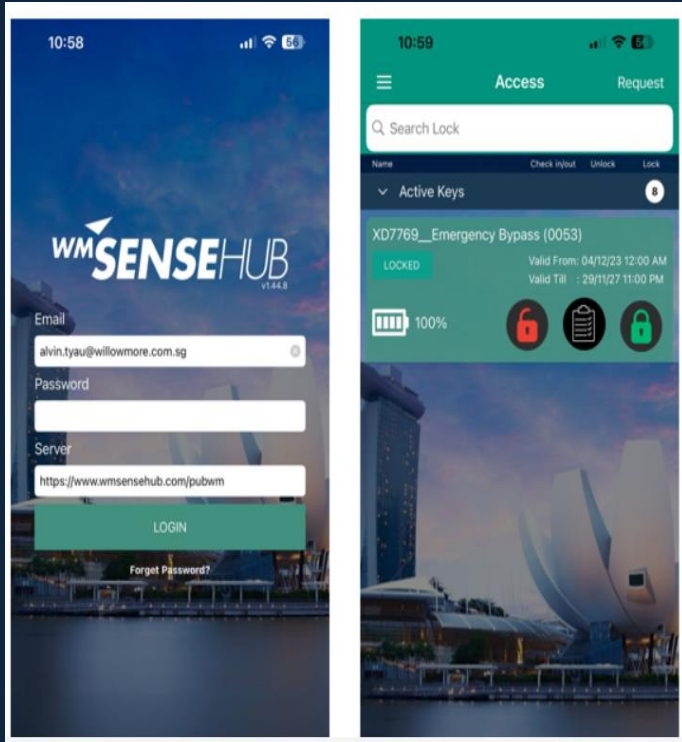 10:58
56
WMSENSEHUB
v1.44.8
Email
alvin.tyau@willowmore.com.sg
Password
Server
https://www.wmsensehub.com/pubwm
LOGIN
Forget Password?
10:59
Access
Request
Search Lock
Name Check in/out Unlock Lock
Active Keys
8
XD7769__Emergency Bypass (0053)
LOCKED
Valid From: 04/12/23 12:00 AM
Valid Till : 29/11/27 11:00 PM
100%